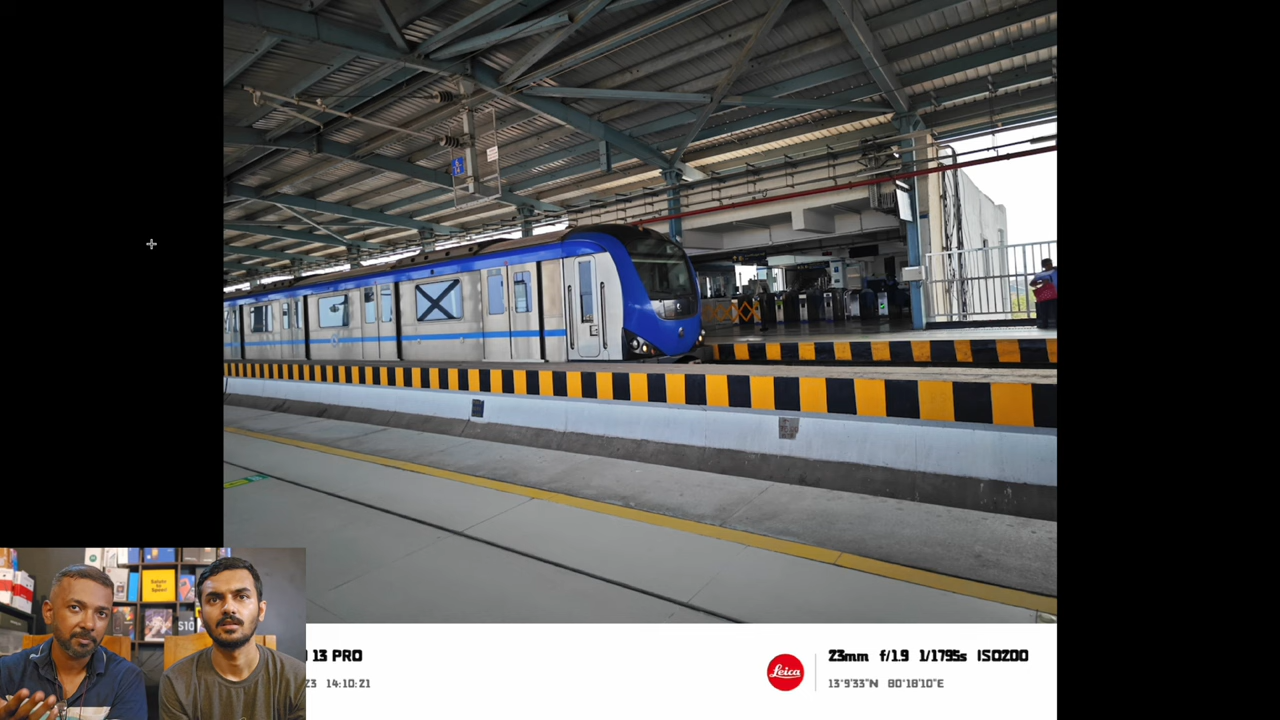 13 PRO
23 14:10:21
Leica
23mm f/1.9 1/1795s ISO200
13°9'33"N 80°18'10"E
S10